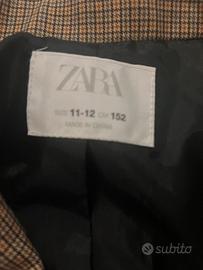 ZARA
SIZE 11-12 CM 152
MADE IN CHINA
subito